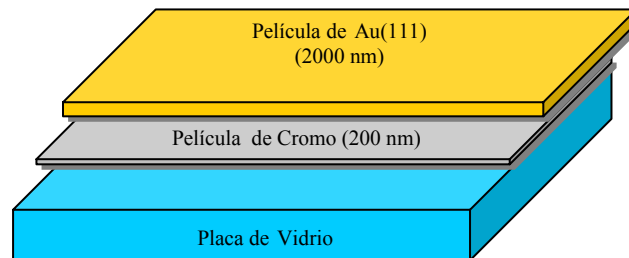 Película de Au(111)
(2000 nm)
Película de Cromo (200 nm)
Placa de Vidrio